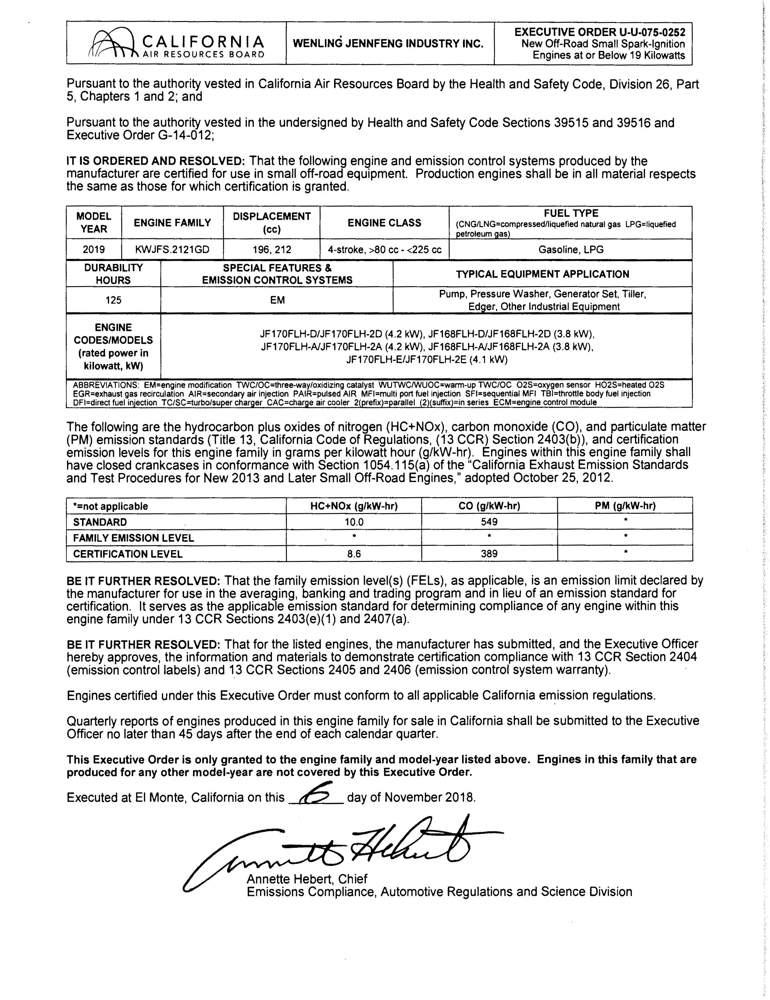 CALIFORNIA
AIR RESOURCES BOARD
WENLING JENNFENG INDUSTRY INC.
EXECUTIVE ORDER U-U-075-0252
New Off-Road Small Spark-Ignition
Engines at or Below 19 Kilowatts
Pursuant to the authority vested in California Air Resources Board by the Health and Safety Code, Division 26, Part
5, Chapters 1 and 2; and
Pursuant to the authority vested in the undersigned by Health and Safety Code Sections 39515 and 39516 and
Executive Order G-14-012;
IT IS ORDERED AND RESOLVED: That the following engine and emission control systems produced by the
manufacturer are certified for use in small off-road equipment. Production engines shall be in all material respects
the same as those for which certification is granted.
MODEL
YEAR
ENGINE FAMILY
DISPLACEMENT
(cc)
ENGINE CLASS
FUEL TYPE
(CNG/LNG=compressed/liquefied natural gas LPG=liquefied
petroleum gas)
2019 KWJFS.2121GD 196, 212 4-stroke, >80 cc - <225 cc Gasoline, LPG
DURABILITY
HOURS
SPECIAL FEATURES &
EMISSION CONTROL SYSTEMS
TYPICAL EQUIPMENT APPLICATION
125
EM
Pump, Pressure Washer, Generator Set, Tiller,
Edger, Other Industrial Equipment
ENGINE
CODES/MODELS
(rated power in
kilowatt, kW)
JF170FLH-D/JF170FLH-2D (4.2 kW), JF168FLH-D/JF168FLH-2D (3.8 kW),
JF170FLH-A/JF170FLH-2A (4.2 kW), JF168FLH-A/JF168FLH-2A (3.8 kW),
JF170FLH-E/JF170FLH-2E (4.1 kW)
ABBREVIATIONS: EM=engine modification TWC/OC=three-way/oxidizing catalyst WUTWC/WUOC=warm-up TWC/OC O2S=oxygen sensor HO2S=heated O2S
EGR=exhaust gas recirculation AIR=secondary air injection PAIR=pulsed AIR MFI=multi port fuel injection SFI=sequential MFI TBI=throttle body fuel injection
DFI=direct fuel injection TC/SC=turbo/super charger CAC=charge air cooler 2(prefix)=parallel (2)(suffix)=in series ECM=engine control module
The following are the hydrocarbon plus oxides of nitrogen (HC+NOx), carbon monoxide (CO), and particulate matter
(PM) emission standards (Title 13, California Code of Regulations, (13 CCR) Section 2403(b)), and certification
emission levels for this engine family in grams per kilowatt hour (g/kW-hr). Engines within this engine family shall
have closed crankcases in conformance with Section 1054.115(a) of the "California Exhaust Emission Standards
and Test Procedures for New 2013 and Later Small Off-Road Engines," adopted October 25, 2012.
*=not applicable HC+NOx (g/kW-hr) CO (g/kW-hr) PM (g/kW-hr)
STANDARD 10.0 549 *
FAMILY EMISSION LEVEL * * *
CERTIFICATION LEVEL 8.6 389 *
BE IT FURTHER RESOLVED: That the family emission level(s) (FELs), as applicable, is an emission limit declared by
the manufacturer for use in the averaging, banking and trading program and in lieu of an emission standard for
certification. It serves as the applicable emission standard for determining compliance of any engine within this
engine family under 13 CCR Sections 2403(e)(1) and 2407(a).
BE IT FURTHER RESOLVED: That for the listed engines, the manufacturer has submitted, and the Executive Officer
hereby approves, the information and materials to demonstrate certification compliance with 13 CCR Section 2404
(emission control labels) and 13 CCR Sections 2405 and 2406 (emission control system warranty).
Engines certified under this Executive Order must conform to all applicable California emission regulations.
Quarterly reports of engines produced in this engine family for sale in California shall be submitted to the Executive
Officer no later than 45 days after the end of each calendar quarter.
This Executive Order is only granted to the engine family and model-year listed above. Engines in this family that are
produced for any other model-year are not covered by this Executive Order.
Executed at El Monte, California on this 6 day of November 2018.
Annette Hebert
Annette Hebert, Chief
Emissions Compliance, Automotive Regulations and Science Division